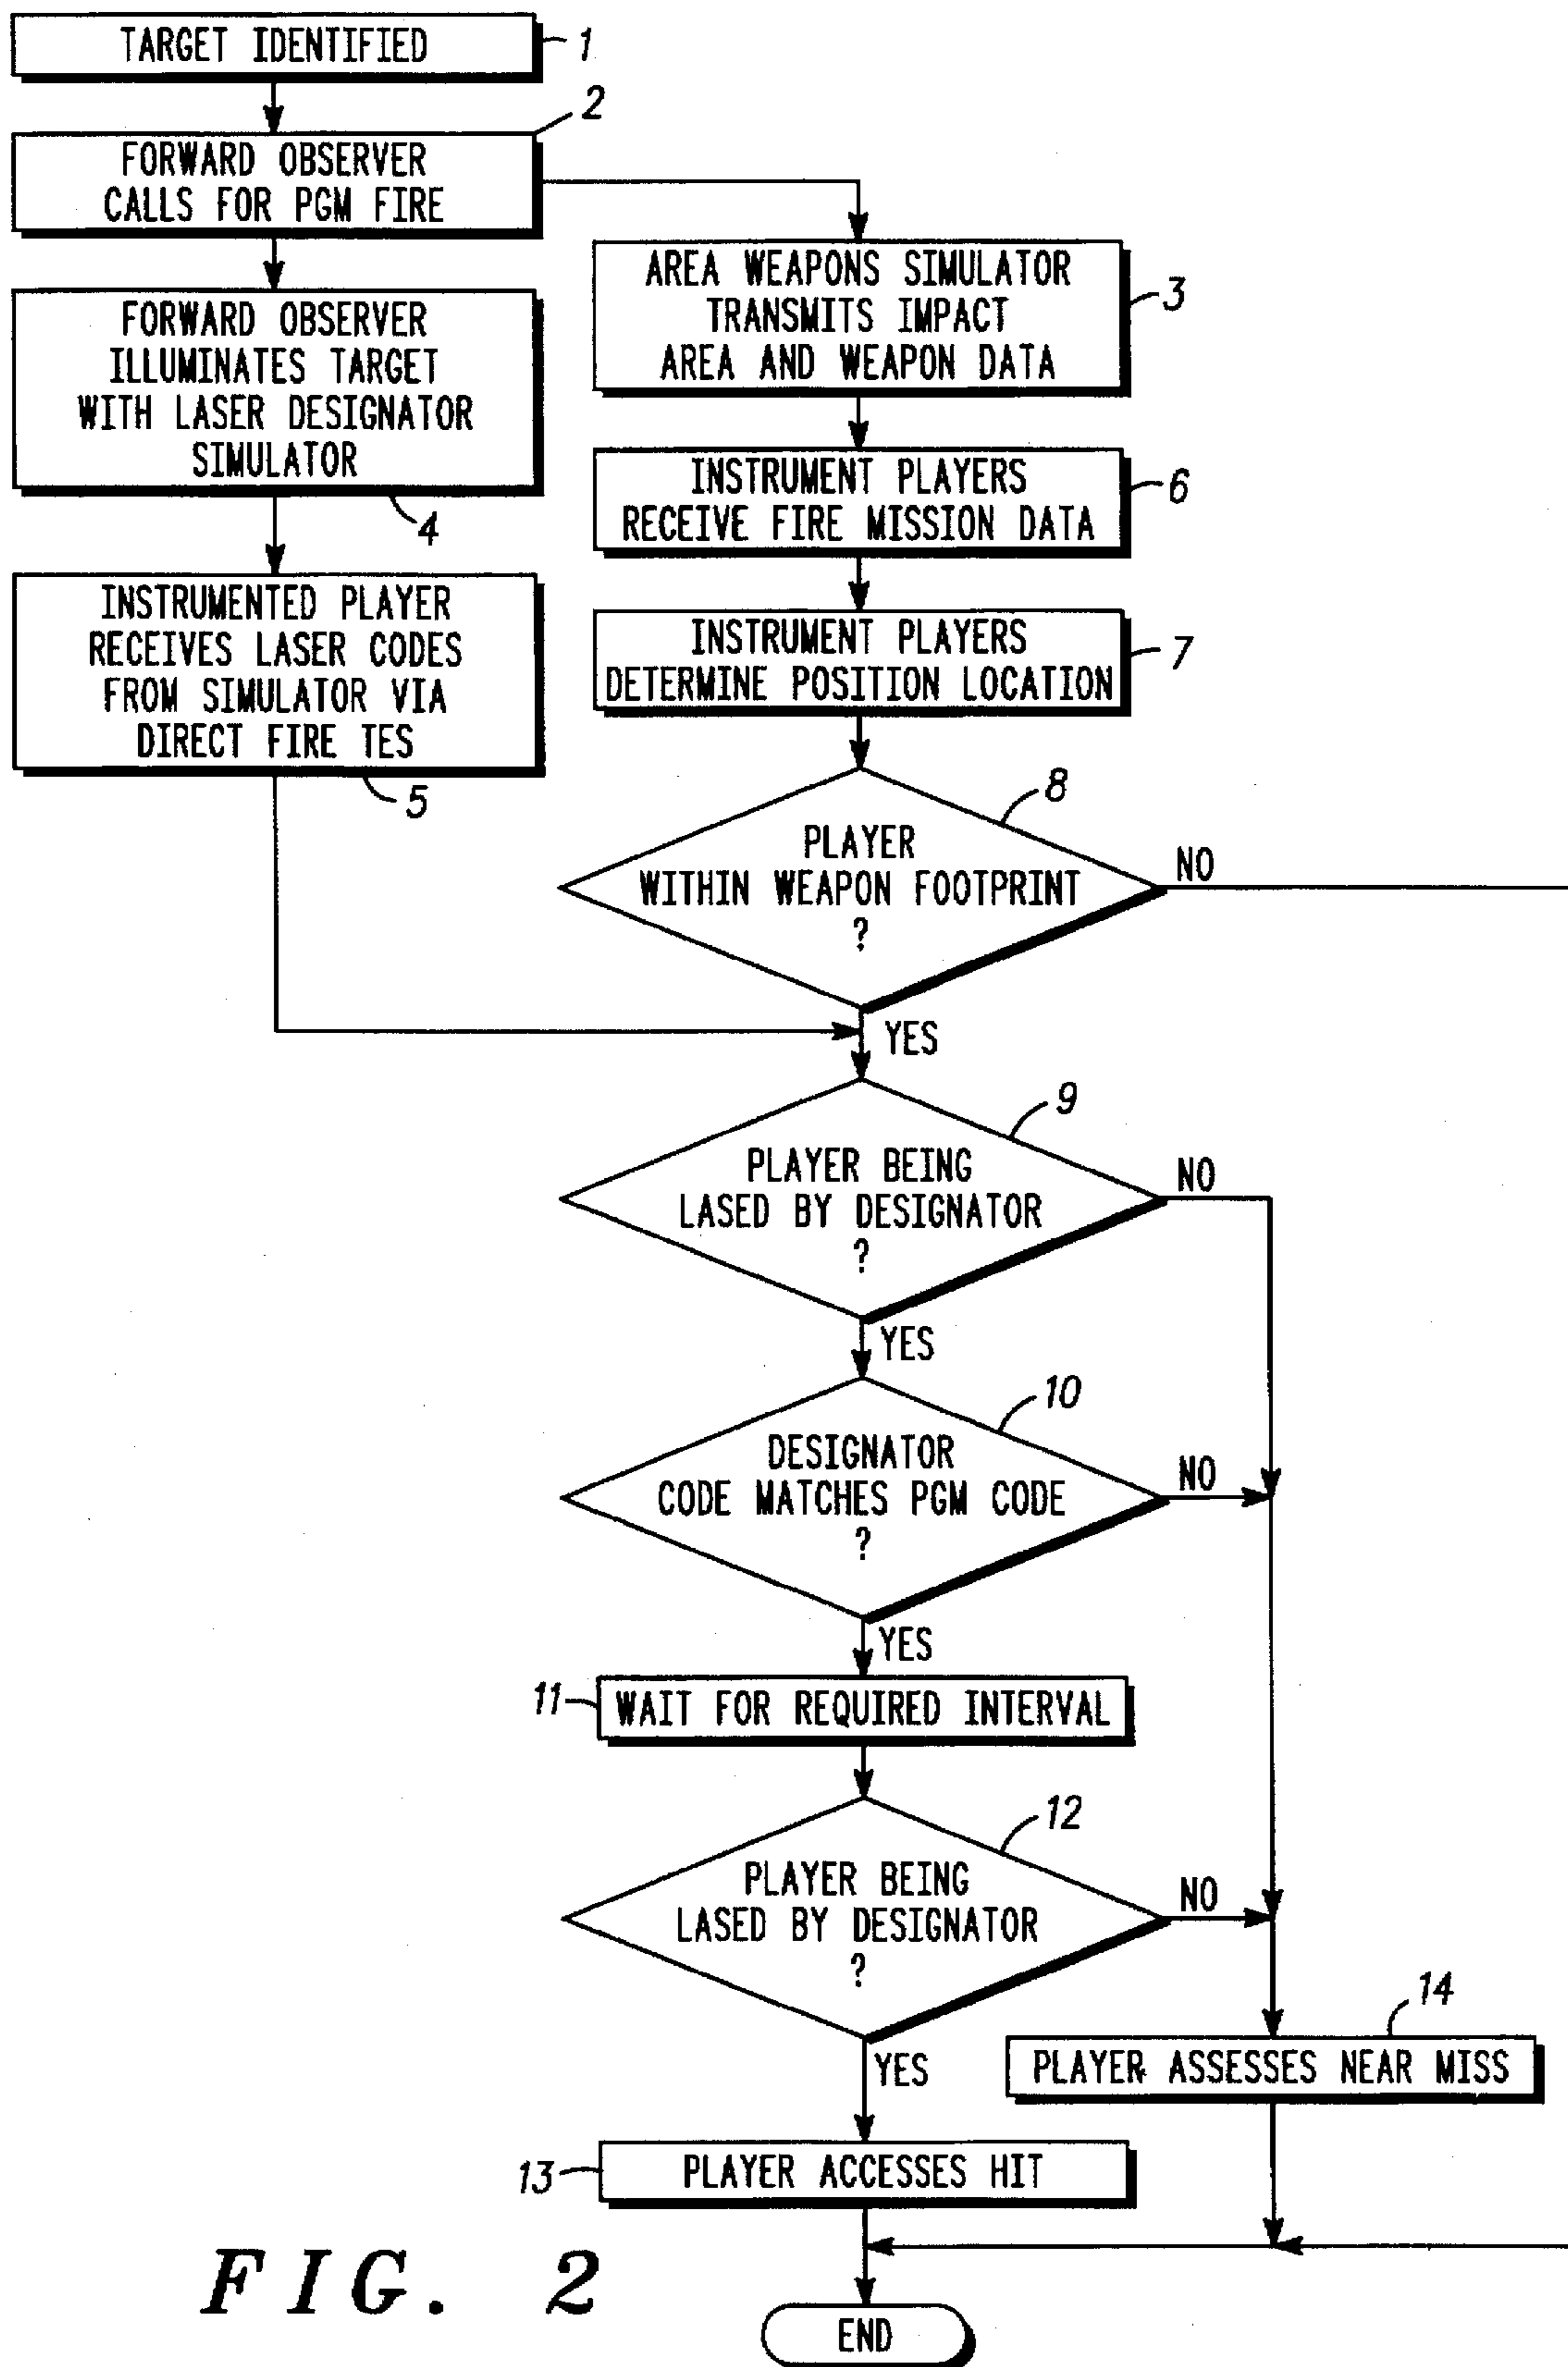 TARGET IDENTIFIED
1
2
FORWARD OBSERVER
CALLS FOR PGM FIRE
AREA WEAPONS SIMULATOR
TRANSMITS IMPACT
AREA AND WEAPON DATA
3
FORWARD OBSERVER
ILLUMINATES TARGET
WITH LASER DESIGNATOR
SIMULATOR
4
INSTRUMENT PLAYERS
RECEIVE FIRE MISSION DATA
6
INSTRUMENTED PLAYER
RECEIVES LASER CODES
FROM SIMULATOR VIA
DIRECT FIRE TES
5
INSTRUMENT PLAYERS
DETERMINE POSITION LOCATION
7
8
PLAYER
WITHIN WEAPON FOOTPRINT
?
NO
YES
9
PLAYER BEING
LASED BY DESIGNATOR
?
NO
YES
10
DESIGNATOR
CODE MATCHES PGM CODE
?
NO
YES
11
WAIT FOR REQUIRED INTERVAL
12
PLAYER BEING
LASED BY DESIGNATOR
?
NO
YES
14
PLAYER ASSESSES NEAR MISS
13
PLAYER ACCESSES HIT
FIG. 2
END